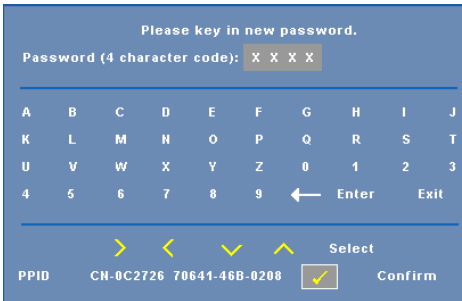 Please key in new password.
Password (4 character code): X X X X
A B C D E F G H I J
K L M N O P Q R S T
U V W X Y Z 0 1 2 3
4 5 6 7 8 9 ← Enter Exit
Select
PPID CN-0C2726 70641-46B-0208 ✓ Confirm